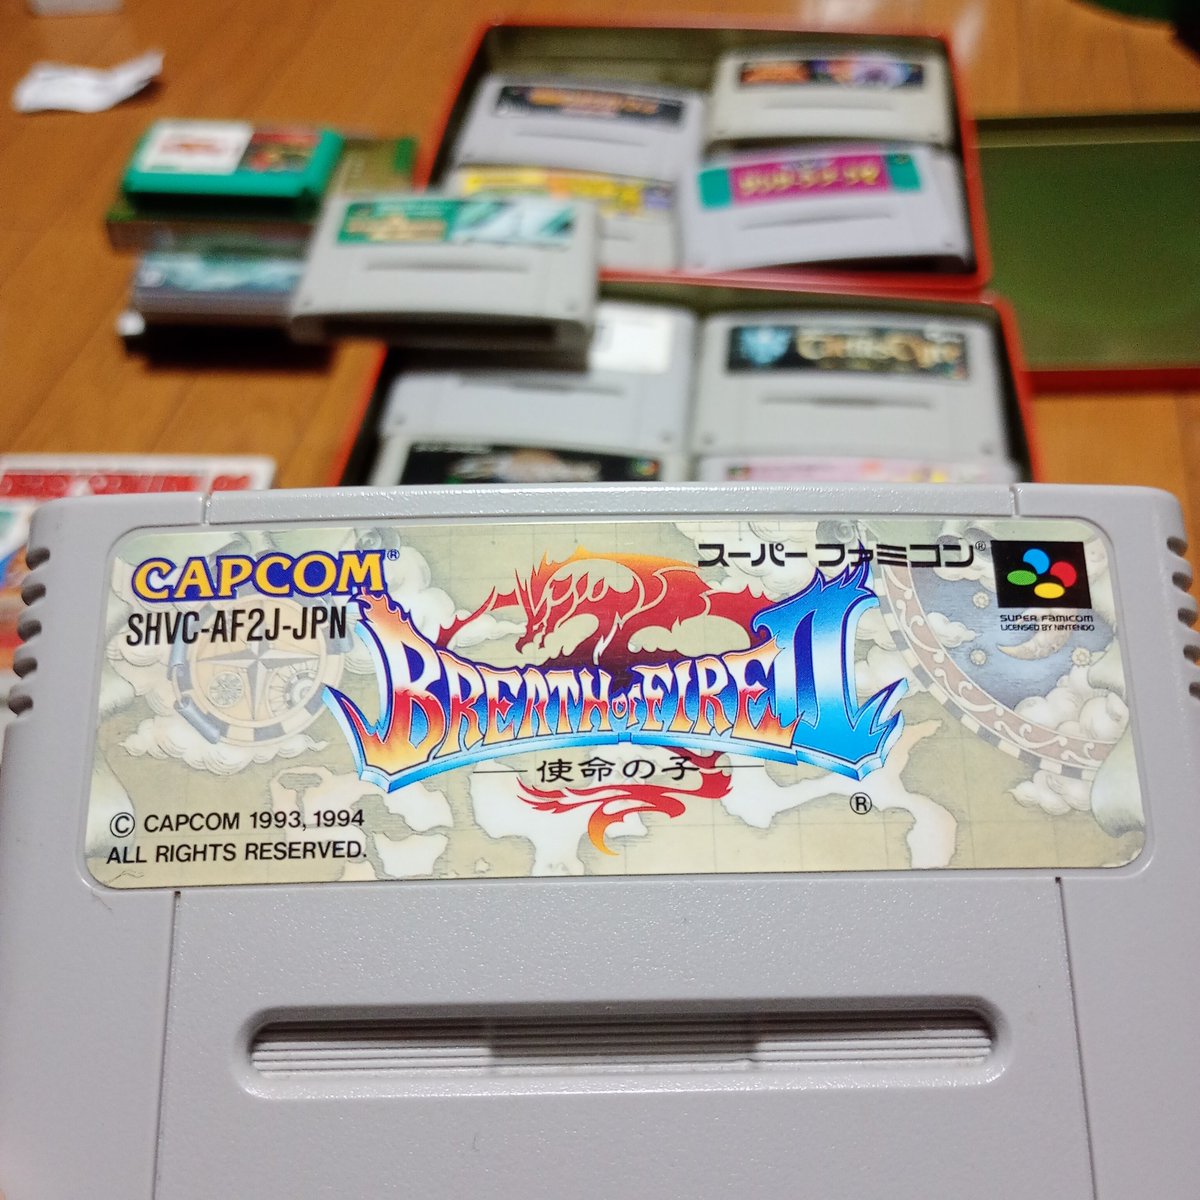 CAPCOM®
SHVC-AF2J-JPN
スーパーファミコン®
SUPER FAMICOM
LICENSED BY NINTENDO
BREATH OF FIRE II
使命の子
®
© CAPCOM 1993, 1994
ALL RIGHTS RESERVED.